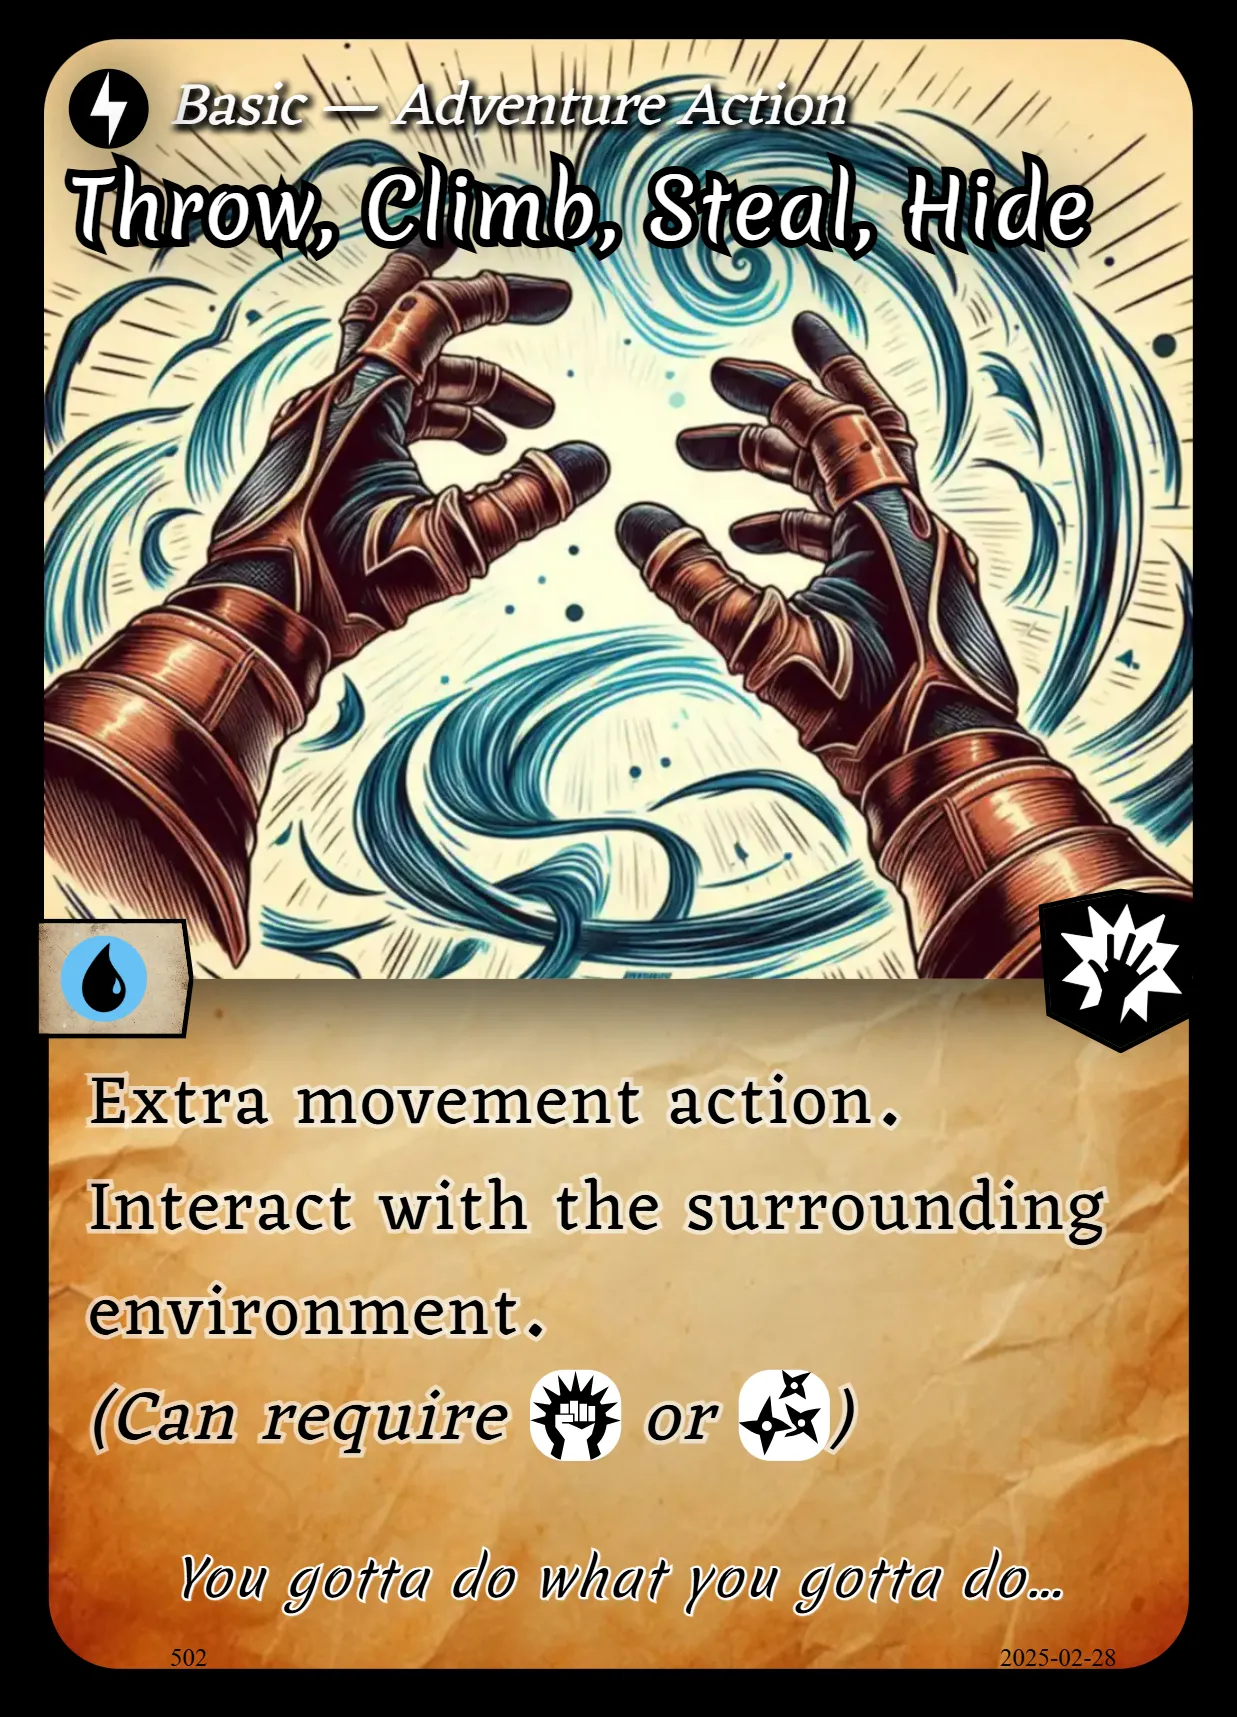 Basic — Adventure Action
Throw, Climb, Steal, Hide
Extra movement action.
Interact with the surrounding
environment.
(Can require or )
You gotta do what you gotta do...
502
2025-02-28